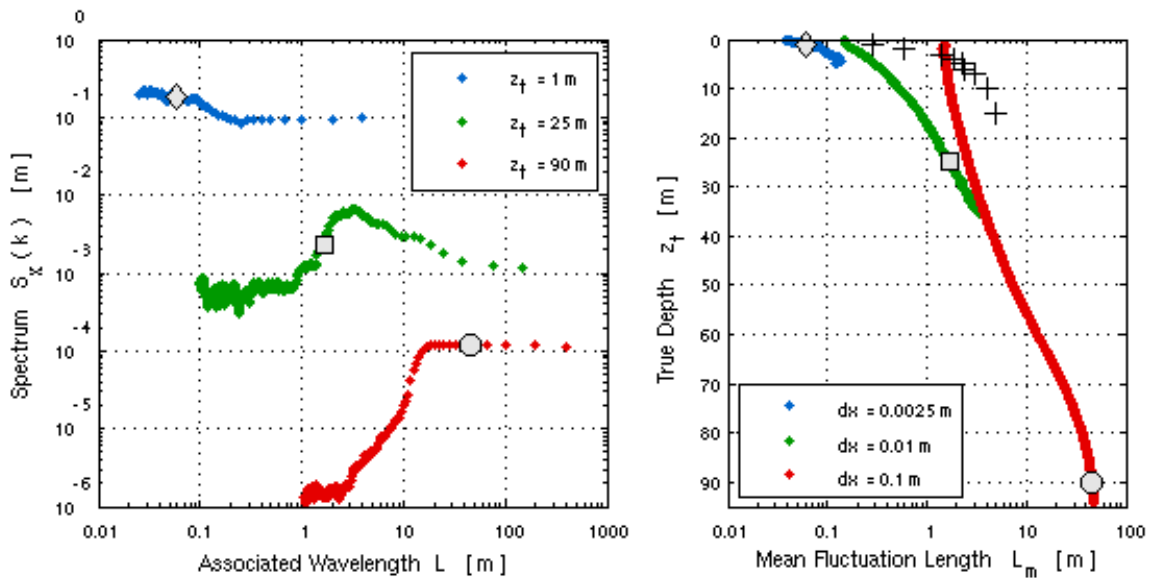 0
10
-1
10
-2
10
-3
10
-4
10
-5
10
-6
10
Spectrum S_x(k) [m]
z_t = 1 m
z_t = 25 m
z_t = 90 m
0.01 0.1 1 10 100 1000
Associated Wavelength L [m]
0
10
20
30
40
50
60
70
80
90
True Depth z_t [m]
dx = 0.0025 m
dx = 0.01 m
dx = 0.1 m
0.01 0.1 1 10 100
Mean Fluctuation Length L_m [m]